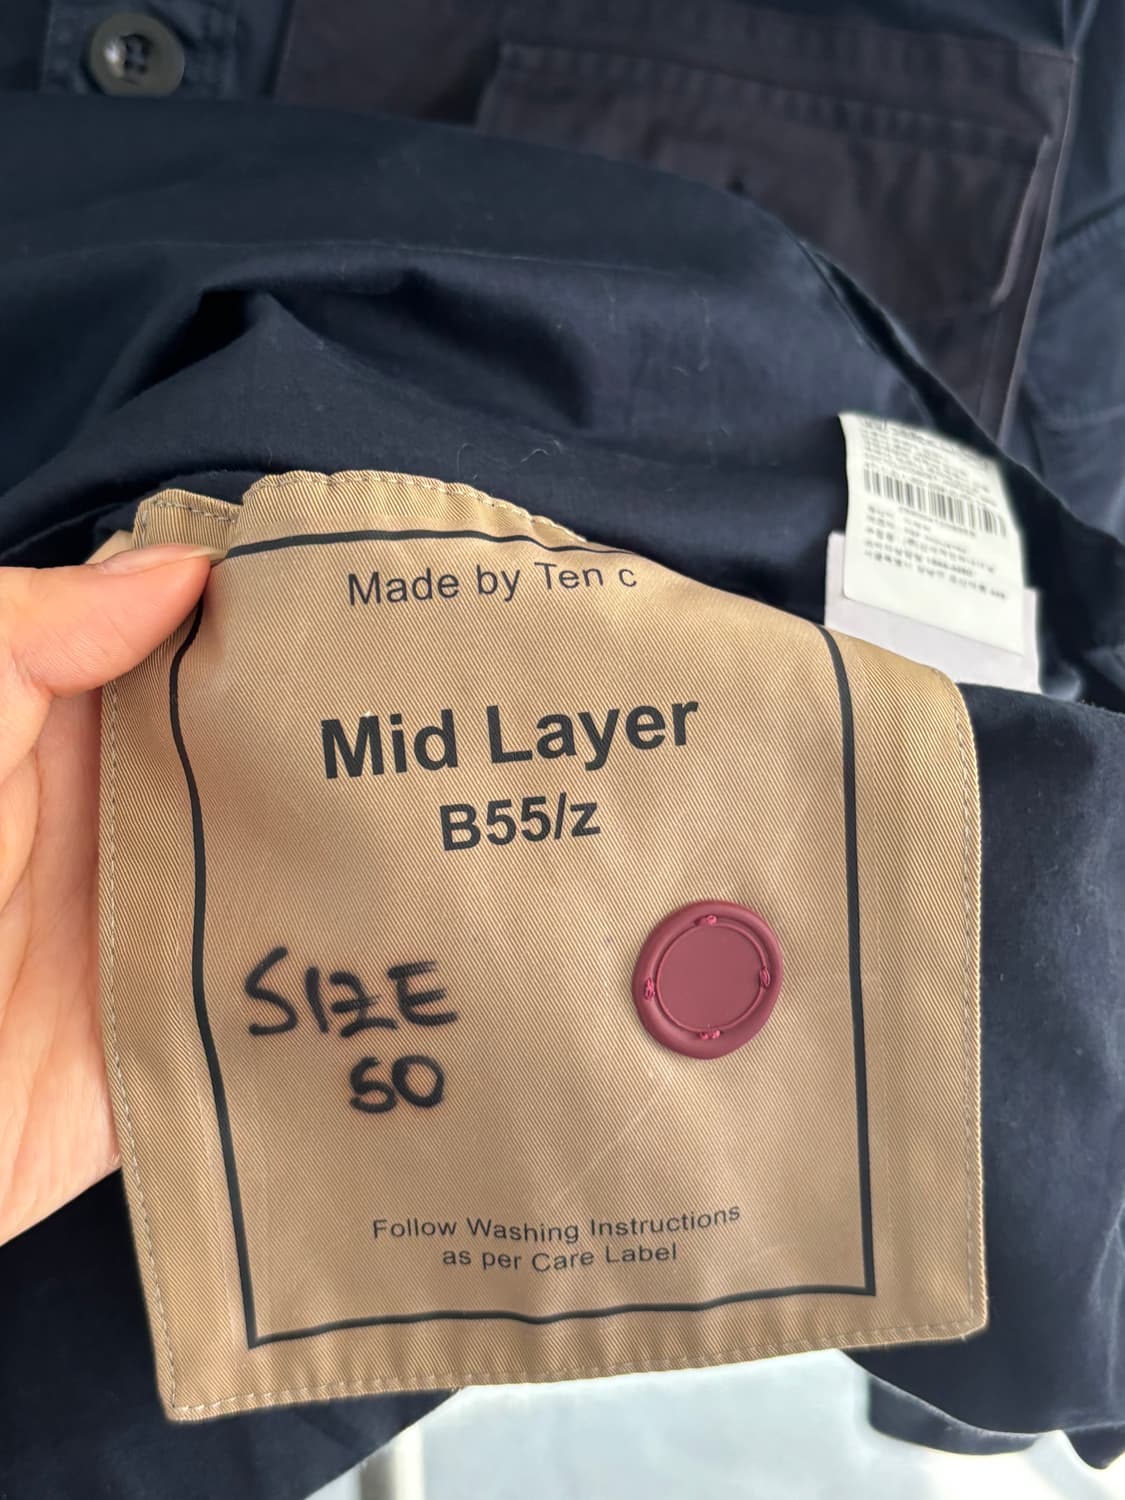 Made by Ten c
Mid Layer
B55/z
SIZE
50
Follow Washing Instructions
as per Care Label